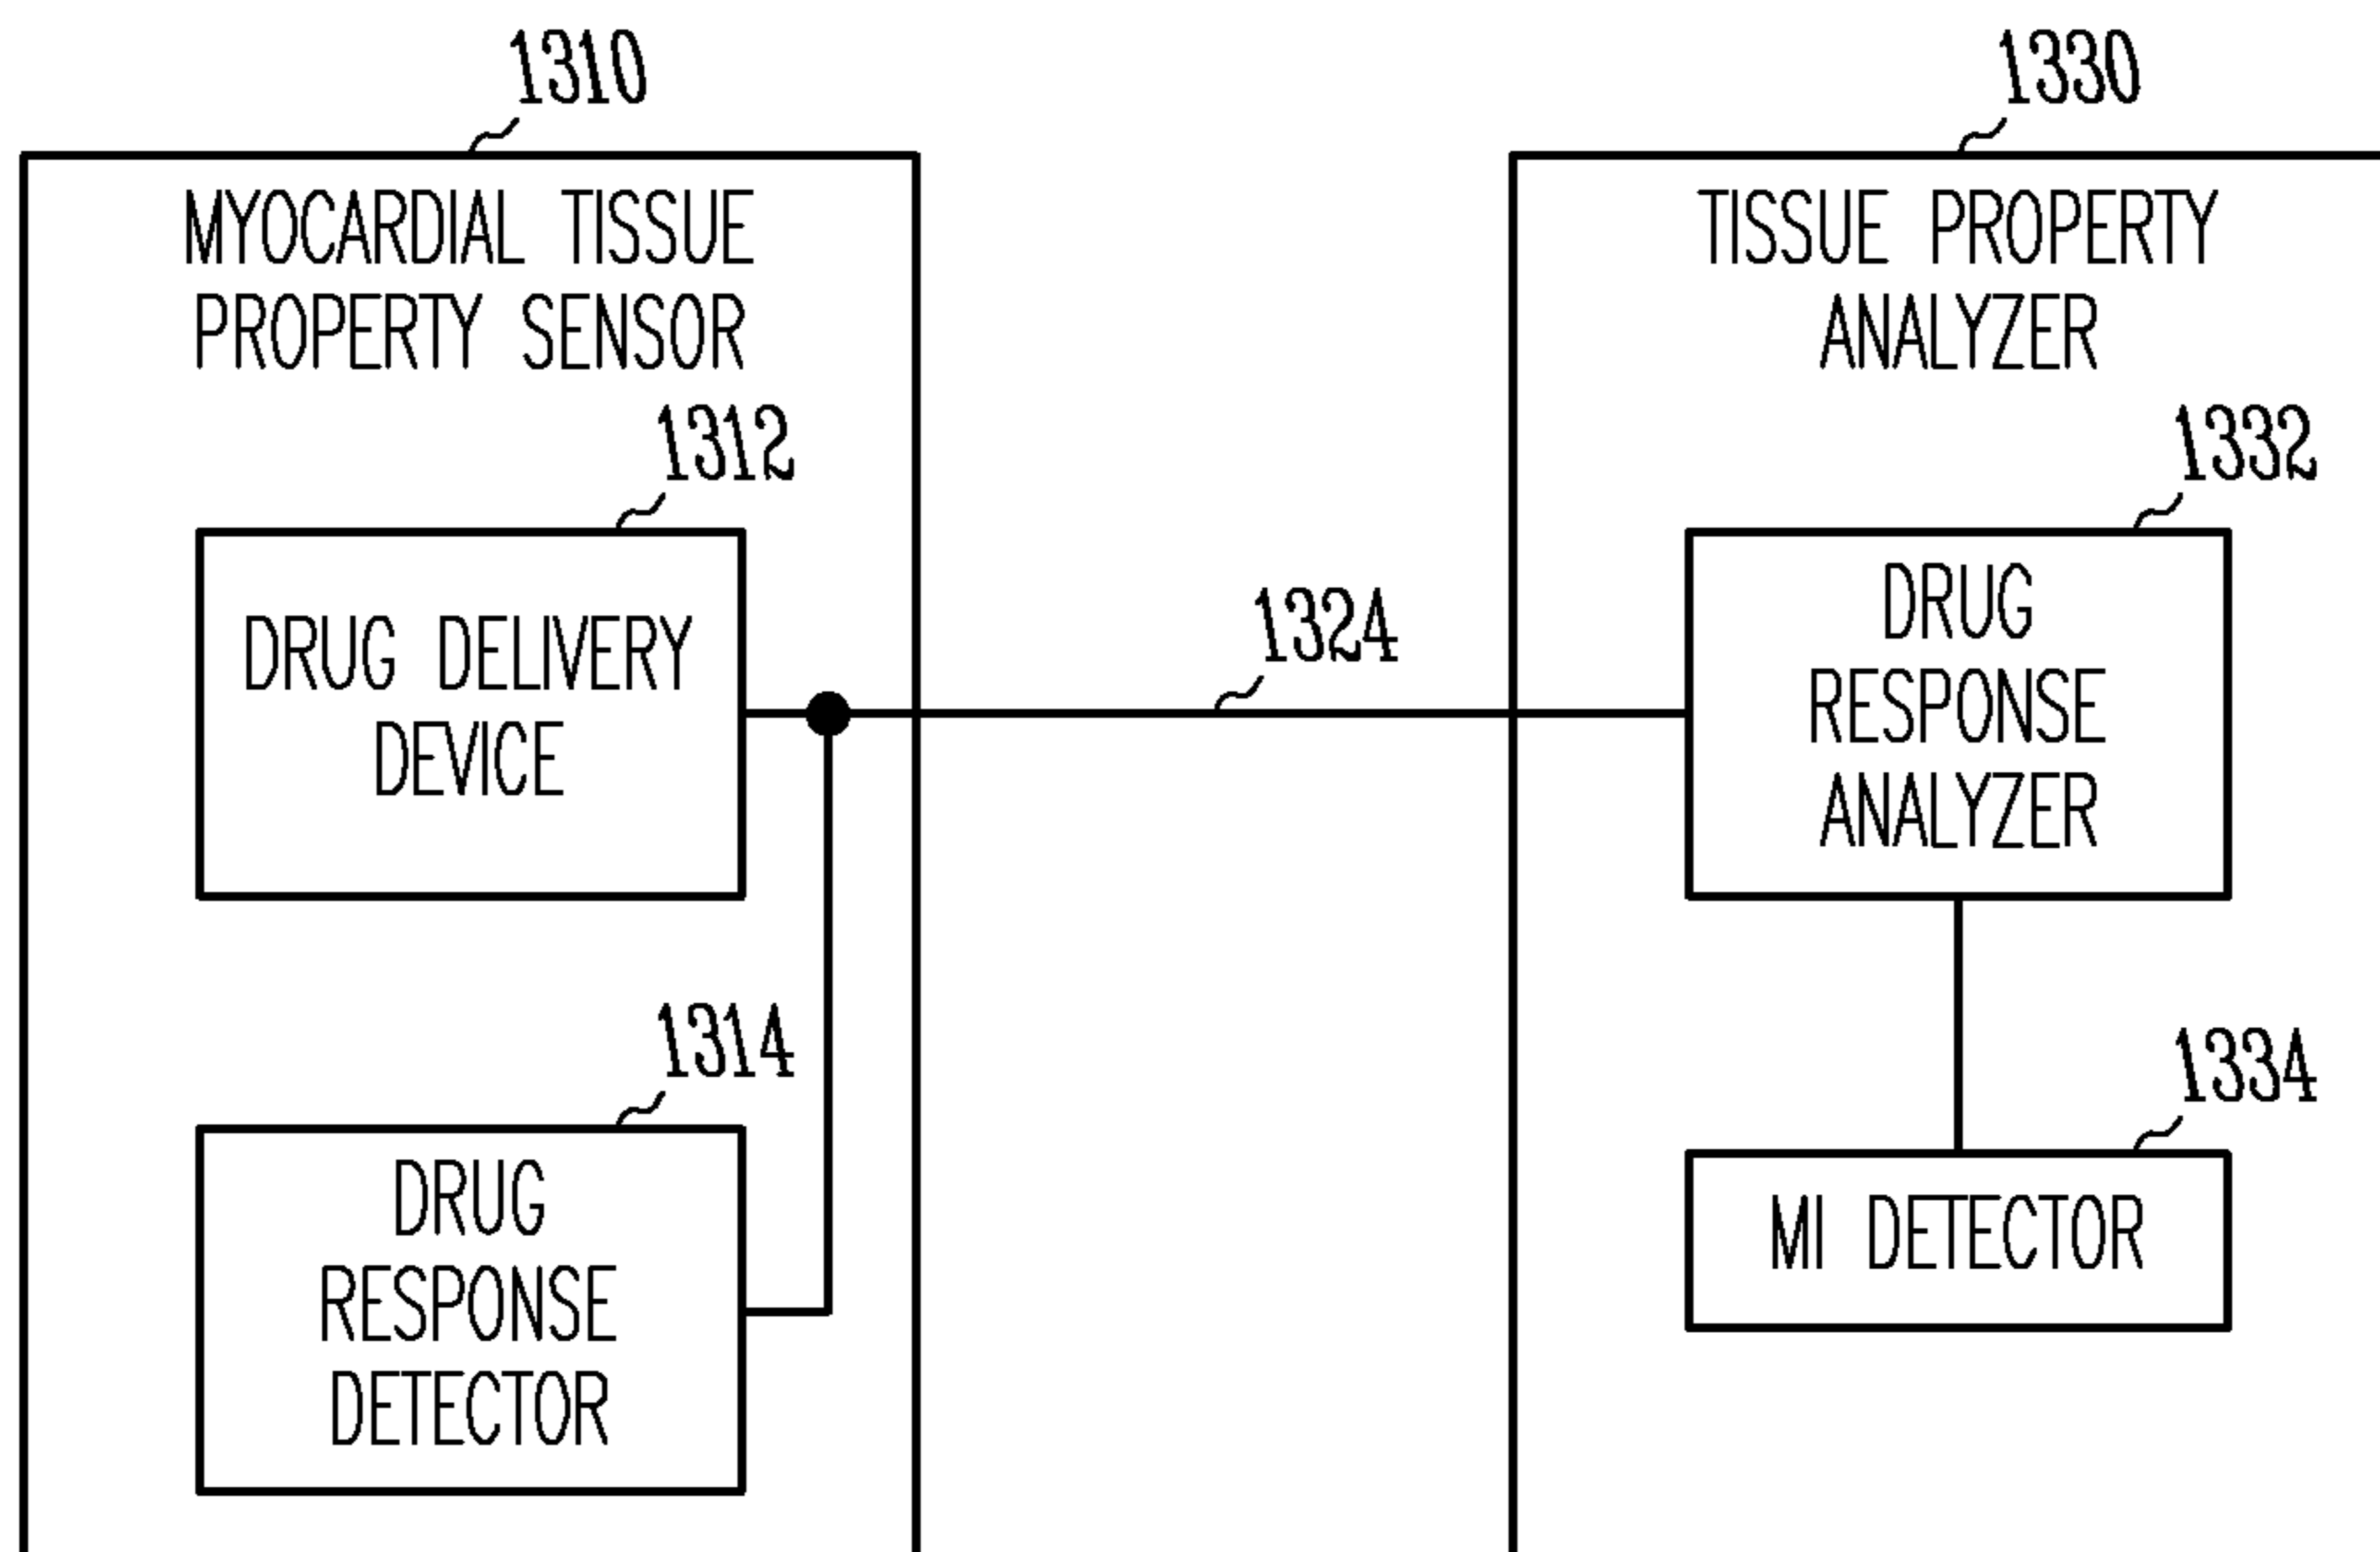 1310
MYOCARDIAL TISSUE
PROPERTY SENSOR
1312
DRUG DELIVERY
DEVICE
1314
DRUG
RESPONSE
DETECTOR
1324
1330
TISSUE PROPERTY
ANALYZER
1332
DRUG
RESPONSE
ANALYZER
1334
MI DETECTOR